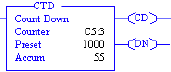 CTD
Count Down
Counter C5:3
Preset 1000
Accum 55
CD
DN